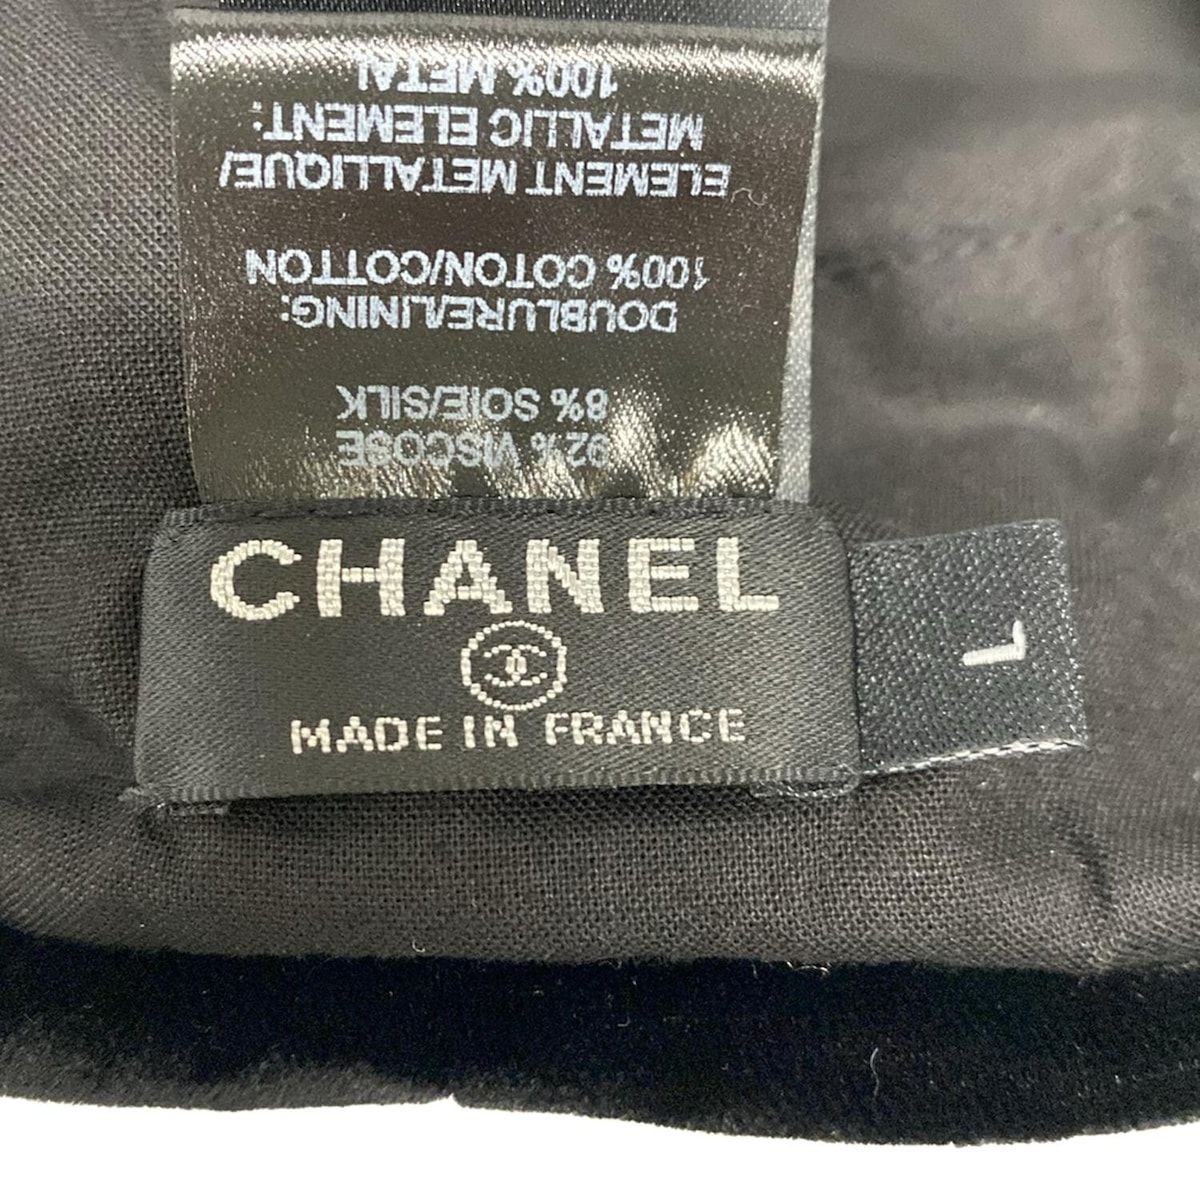 92% VISCOSE
8% SOIE/SILK
DOUBLURE/LINING:
100% COTON/COTTON
ELEMENT METALLIQUE/
METALLIC ELEMENT:
100% METAL
CHANEL
MADE IN FRANCE
L